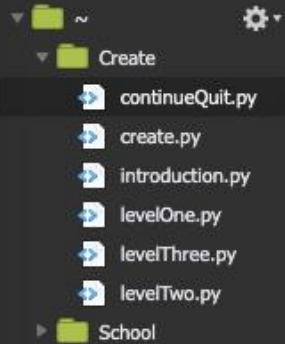 ~
Create
continueQuit.py
create.py
introduction.py
levelOne.py
levelThree.py
levelTwo.py
School